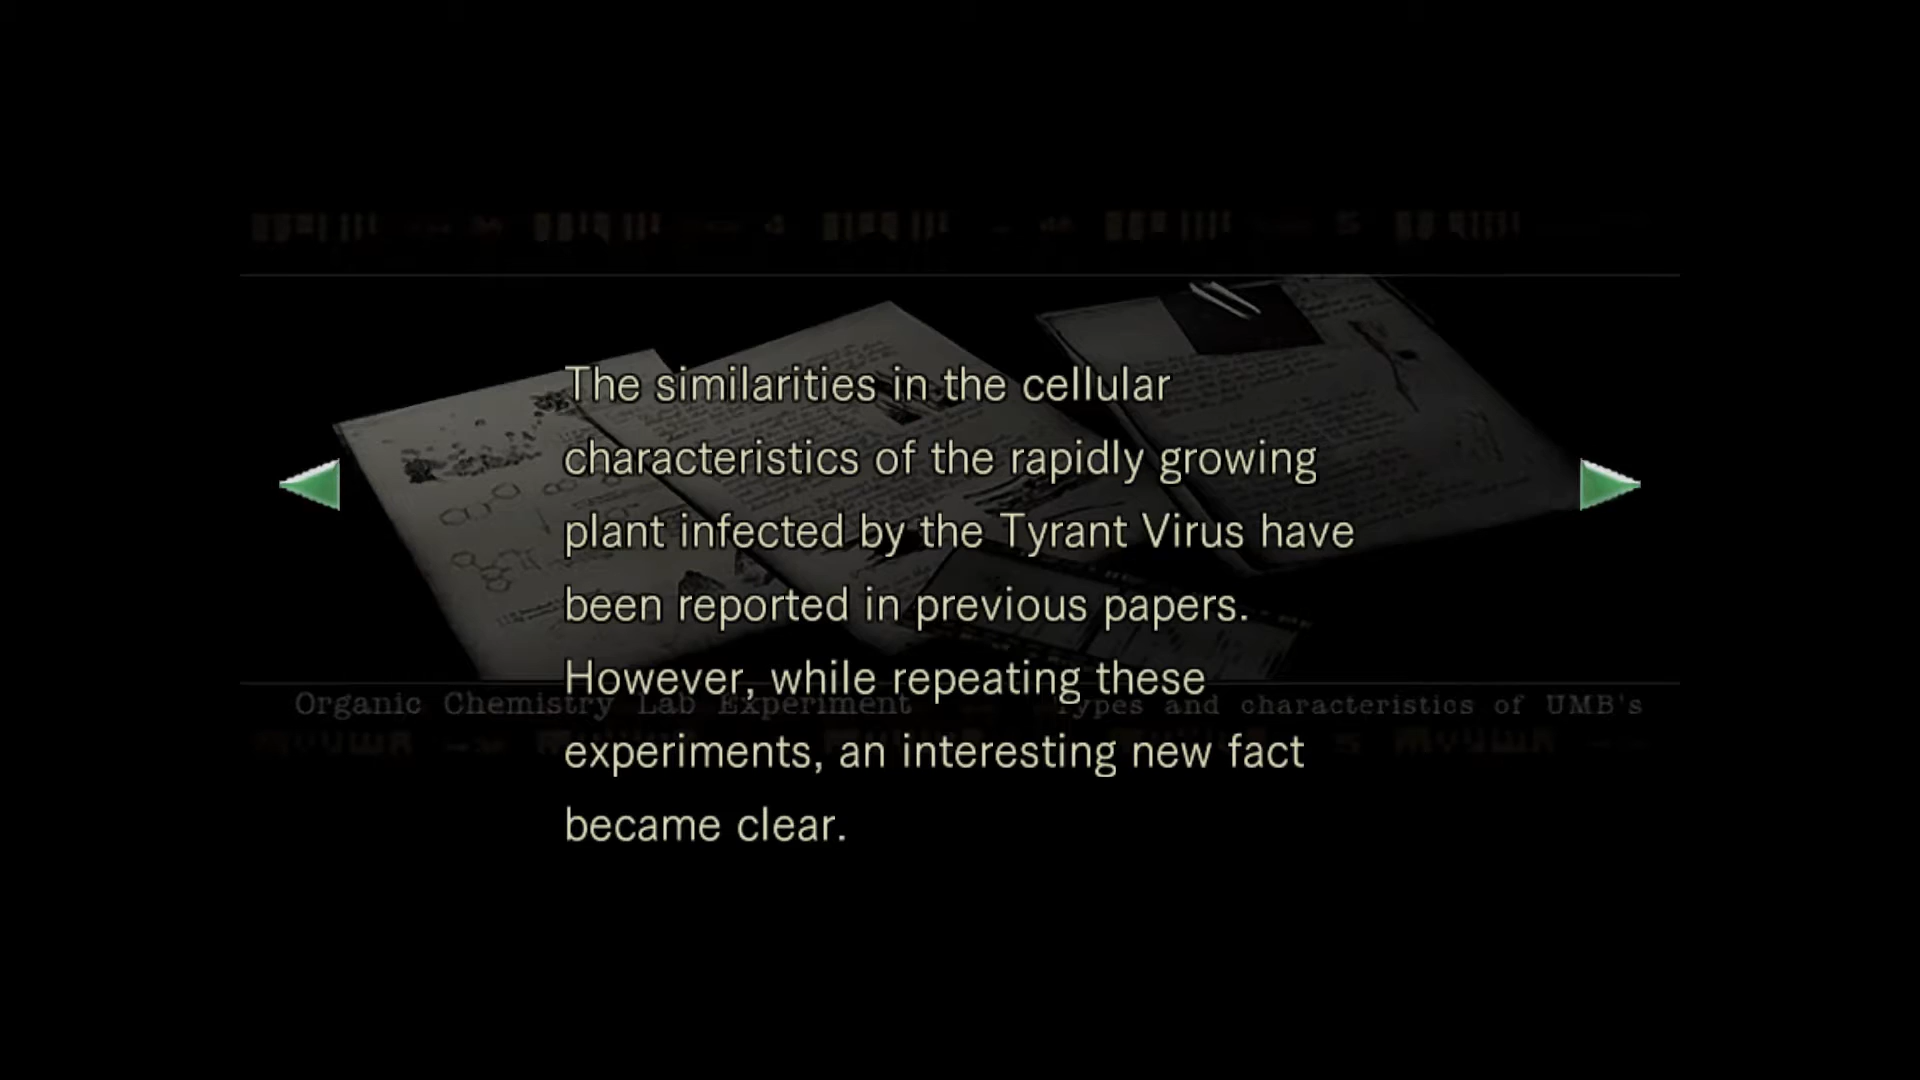 The similarities in the cellular
characteristics of the rapidly growing
plant infected by the Tyrant Virus have
been reported in previous papers.
However, while repeating these
experiments, an interesting new fact
became clear.
Organic Chemistry Lab Experiment
Types and characteristics of UMB's